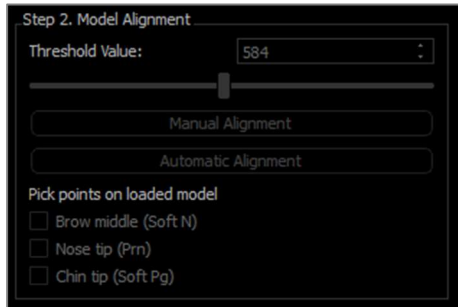 Step 2. Model Alignment
Threshold Value: 584
Manual Alignment
Automatic Alignment
Pick points on loaded model
Brow middle (Soft N)
Nose tip (Prn)
Chin tip (Soft Pg)